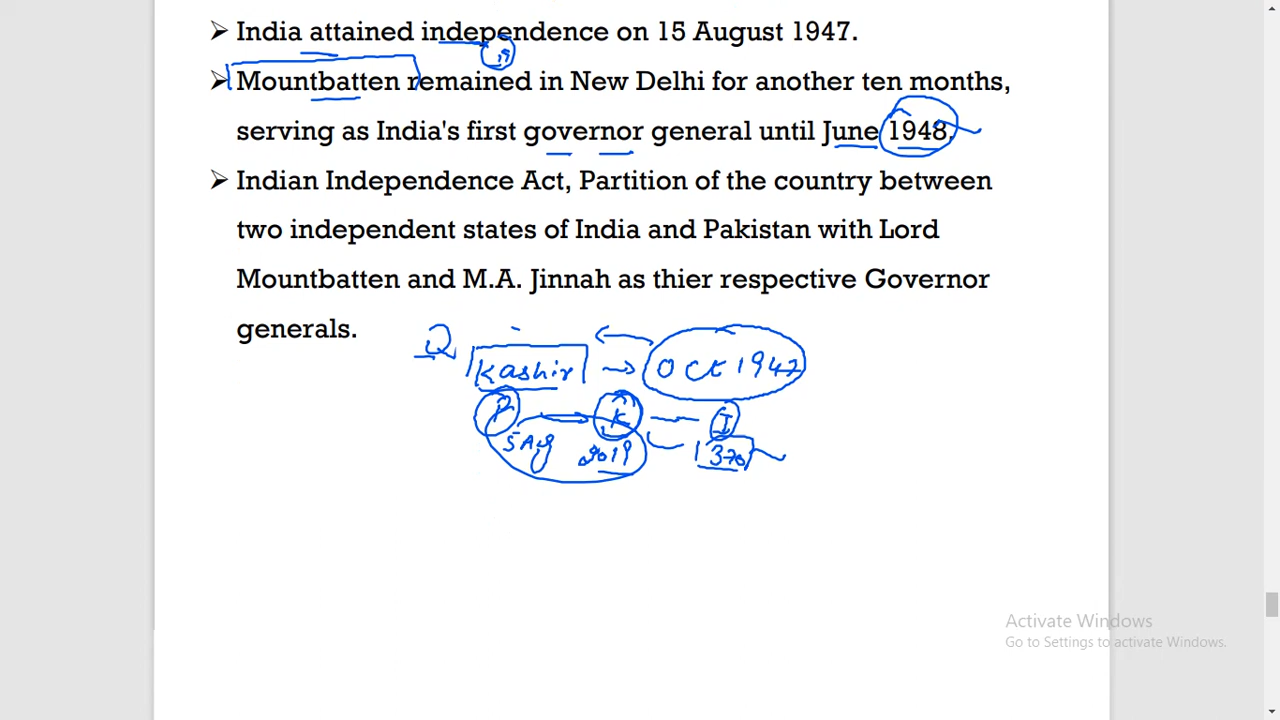 ➢ India attained independence on 15 August 1947.
➢ Mountbatten remained in New Delhi for another ten months,
serving as India's first governor general until June 1948.
➢ Indian Independence Act, Partition of the country between
two independent states of India and Pakistan with Lord
Mountbatten and M.A. Jinnah as thier respective Governor
generals.
Q. Kashir → OCT 1947
P → K — I
5 Aug 2019 370
Activate Windows
Go to Settings to activate Windows.